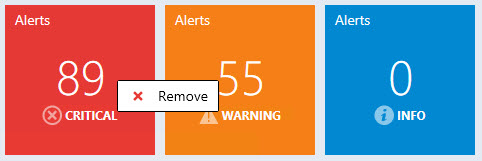 Alerts
89
CRITICAL
Alerts
55
WARNING
Alerts
0
INFO
Remove